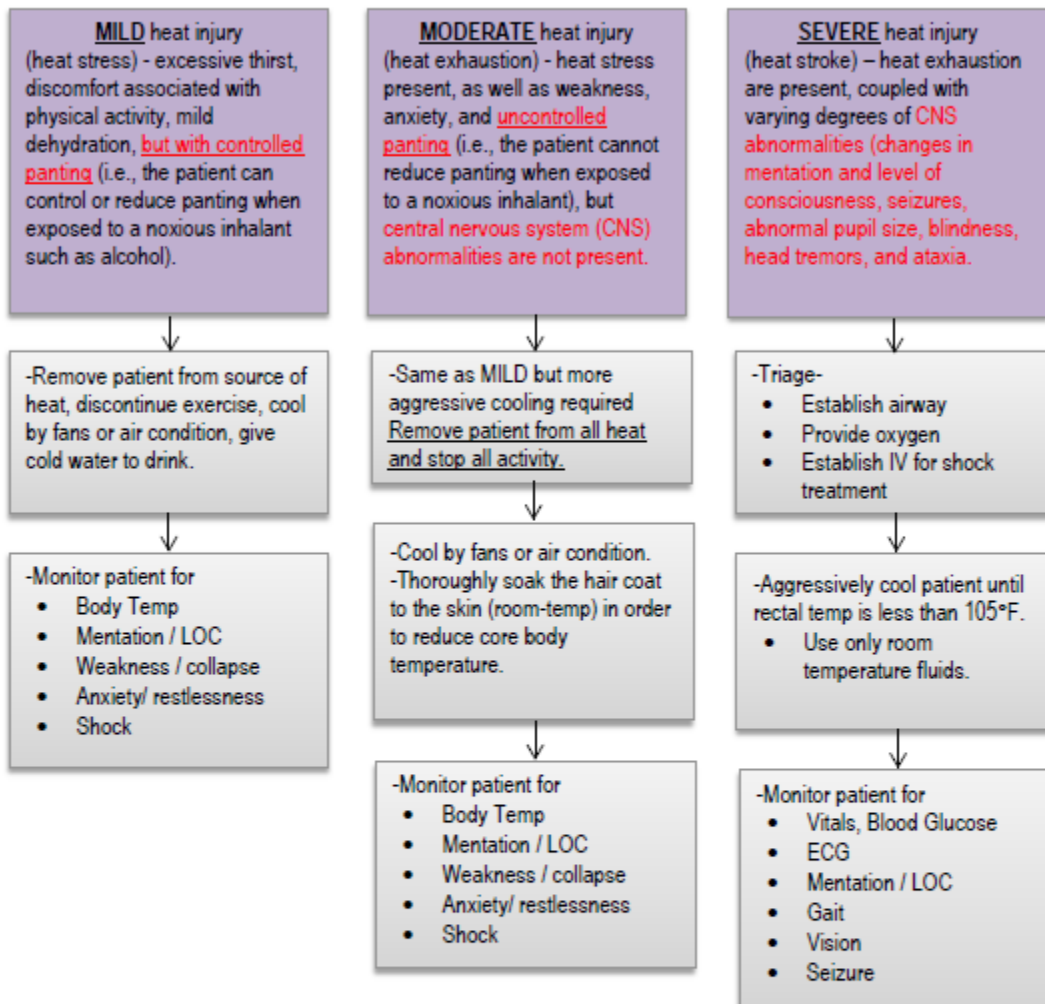 MILD heat injury
(heat stress) - excessive thirst,
discomfort associated with
physical activity, mild
dehydration, but with controlled
panting (i.e., the patient can
control or reduce panting when
exposed to a noxious inhalant
such as alcohol).
-Remove patient from source of
heat, discontinue exercise, cool
by fans or air condition, give
cold water to drink.
-Monitor patient for
• Body Temp
• Mentation / LOC
• Weakness / collapse
• Anxiety/ restlessness
• Shock
MODERATE heat injury
(heat exhaustion) - heat stress
present, as well as weakness,
anxiety, and uncontrolled
panting (i.e., the patient cannot
reduce panting when exposed
to a noxious inhalant), but
central nervous system (CNS)
abnormalities are not present.
-Same as MILD but more
aggressive cooling required
Remove patient from all heat
and stop all activity.
-Cool by fans or air condition.
-Thoroughly soak the hair coat
to the skin (room-temp) in order
to reduce core body
temperature.
-Monitor patient for
• Body Temp
• Mentation / LOC
• Weakness / collapse
• Anxiety/ restlessness
• Shock
SEVERE heat injury
(heat stroke) – heat exhaustion
are present, coupled with
varying degrees of CNS
abnormalities (changes in
mentation and level of
consciousness, seizures,
abnormal pupil size, blindness,
head tremors, and ataxia.
-Triage-
• Establish airway
• Provide oxygen
• Establish IV for shock
treatment
-Aggressively cool patient until
rectal temp is less than 105°F.
• Use only room
temperature fluids.
-Monitor patient for
• Vitals, Blood Glucose
• ECG
• Mentation / LOC
• Gait
• Vision
• Seizure